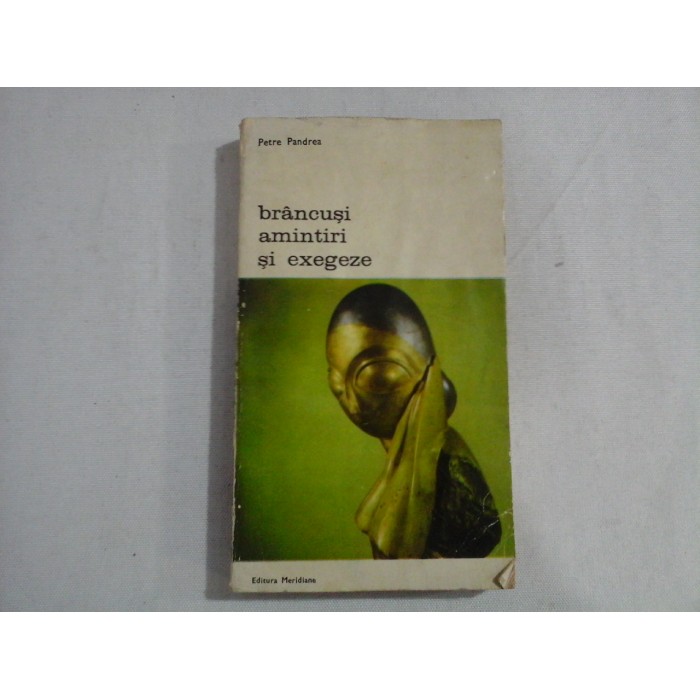 Petre Pandrea
brâncuși
amintiri
și exegeze
Editura Meridiane